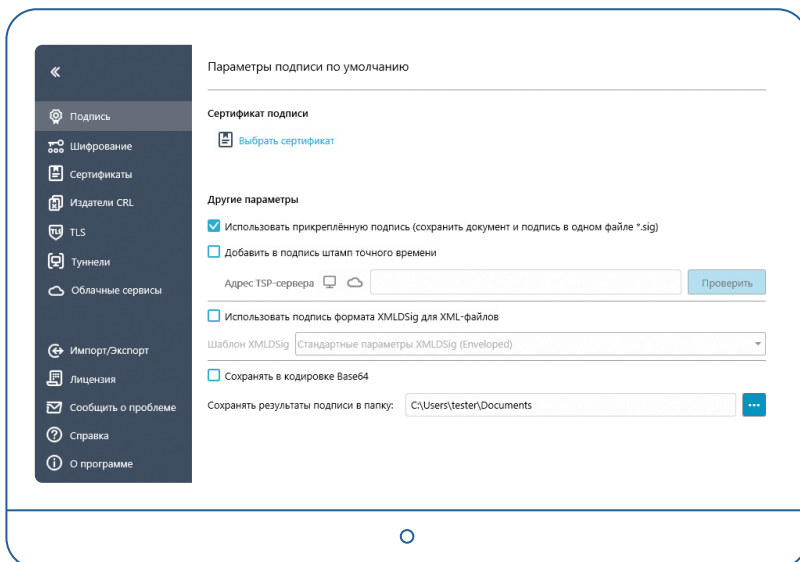 Параметры подписи по умолчанию
Подпись
Шифрование
Сертификаты
Издатели CRL
TLS
Туннели
Облачные сервисы
Импорт/Экспорт
Лицензия
Сообщить о проблеме
Справка
О программе
Сертификат подписи
Выбрать сертификат
Другие параметры
Использовать прикреплённую подпись (сохранить документ и подпись в одном файле *.sig)
Добавить в подпись штамп точного времени
Адрес TSP-сервера Проверить
Использовать подпись формата XMLDSig для XML-файлов
Шаблон XMLDSig Стандартные параметры XMLDSig (Enveloped)
Сохранять в кодировке Base64
Сохранять результаты подписи в папку: C:\Users\tester\Documents